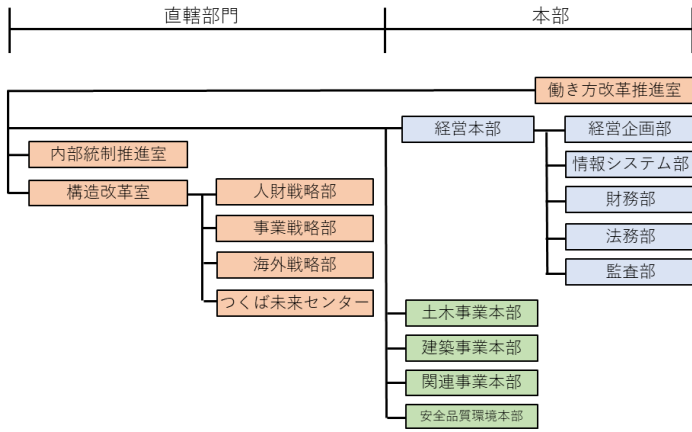 直轄部門
本部
働き方改革推進室
経営本部
経営企画部
内部統制推進室
情報システム部
構造改革室
人財戦略部
財務部
事業戦略部
法務部
海外戦略部
監査部
つくば未来センター
土木事業本部
建築事業本部
関連事業本部
安全品質環境本部